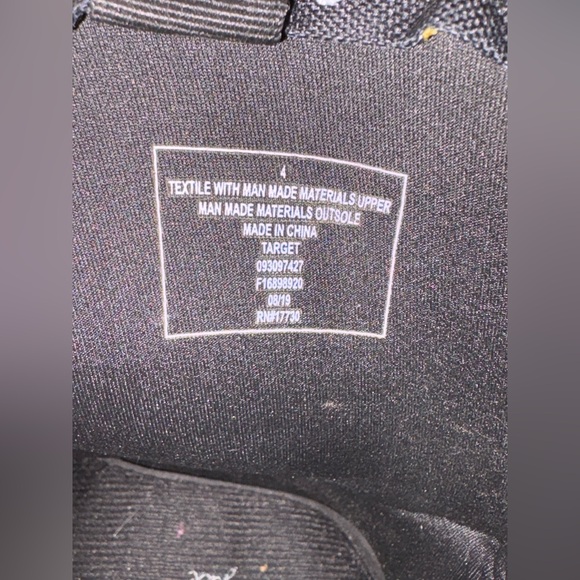 4
TEXTILE WITH MAN MADE MATERIALS UPPER
MAN MADE MATERIALS OUTSOLE
MADE IN CHINA
TARGET
093097427
F16898920
08/19
RN#17730